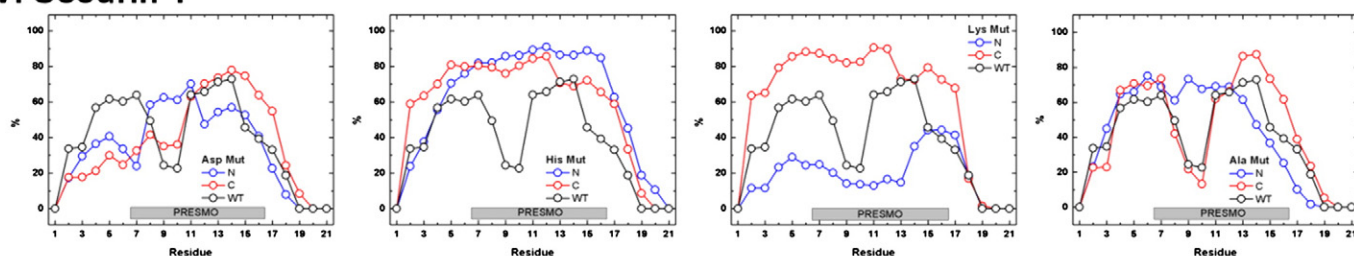 100
80
60
40
20
0
%
Asp Mut
N
C
WT
PRESMO
1 3 5 7 9 11 13 15 17 19 21
Residue
100
80
60
40
20
0
%
His Mut
N
C
WT
PRESMO
1 3 5 7 9 11 13 15 17 19 21
Residue
100
80
60
40
20
0
%
Lys Mut
N
C
WT
PRESMO
1 3 5 7 9 11 13 15 17 19 21
Residue
100
80
60
40
20
0
%
Ala Mut
N
C
WT
PRESMO
1 3 5 7 9 11 13 15 17 19 21
Residue